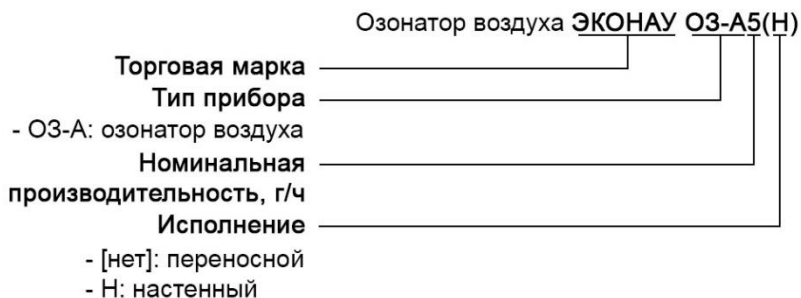 Озонатор воздуха ЭКОНАУ ОЗ-А5(Н)
Торговая марка
Тип прибора
- ОЗ-А: озонатор воздуха
Номинальная
производительность, г/ч
Исполнение
- [нет]: переносной
- Н: настенный